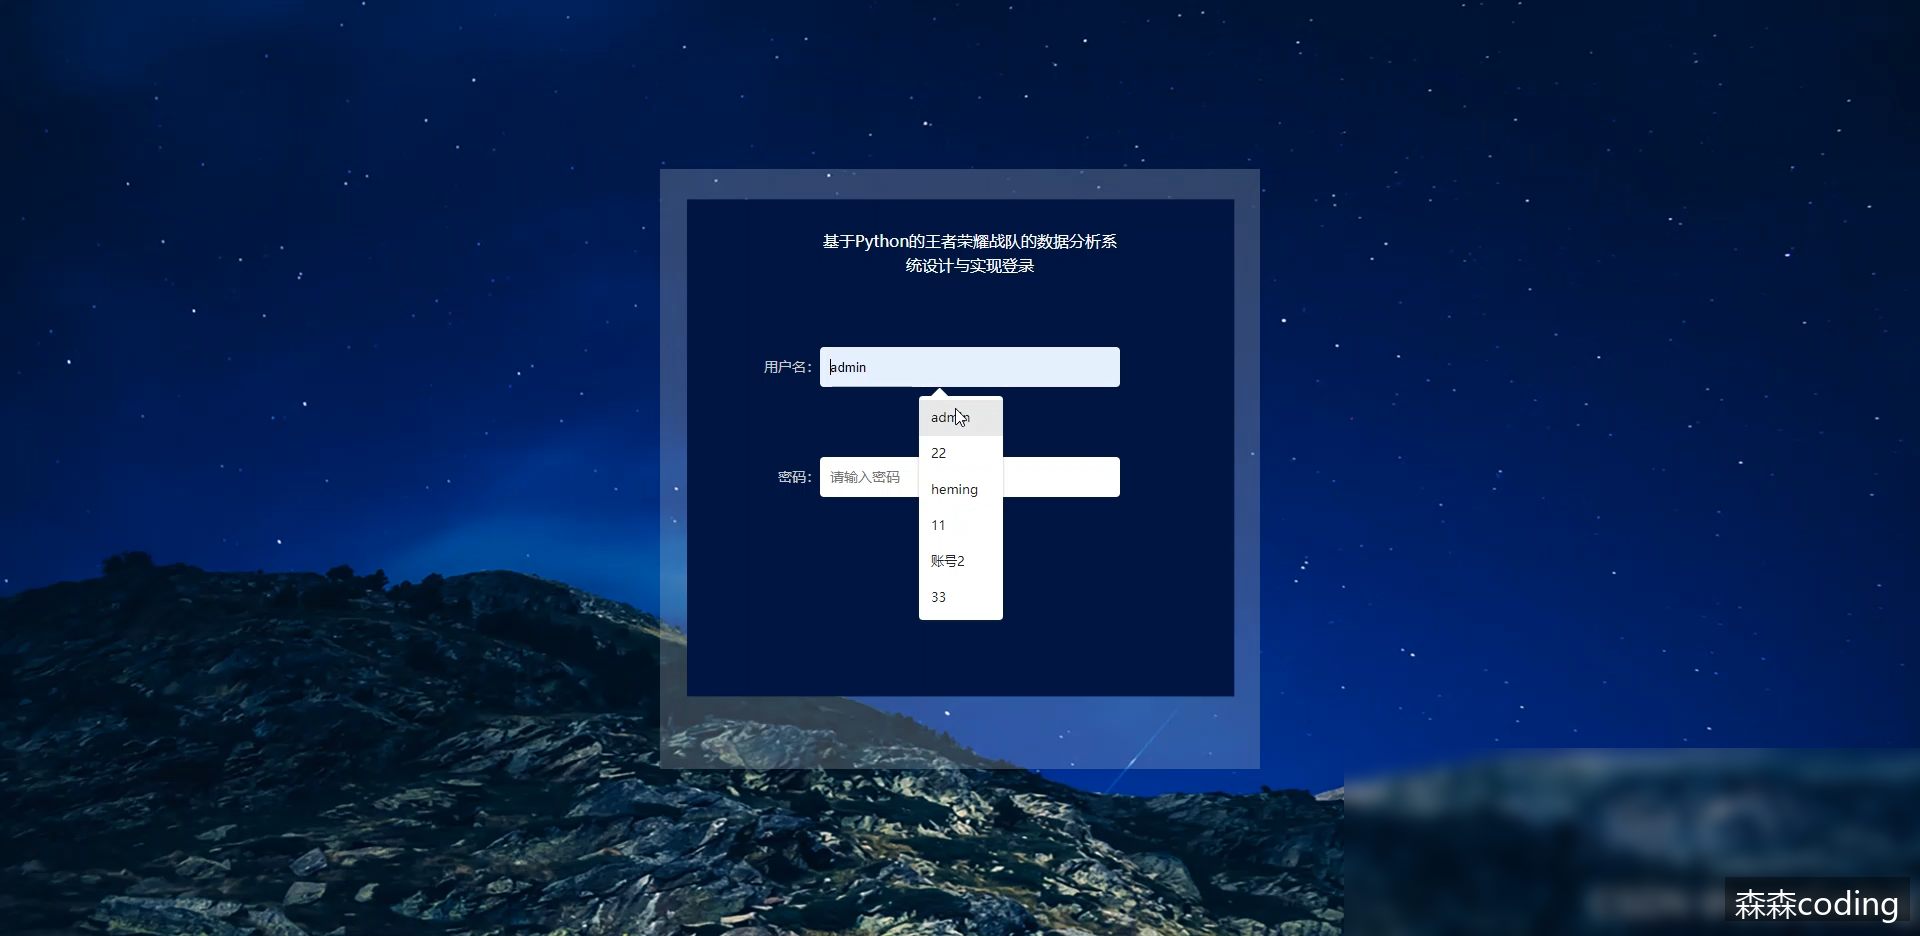 基于Python的王者荣耀战队的数据分析系
统设计与实现登录
用户名：
admin
admin
22
密码：
请输入密码
heming
11
账号2
33
森森coding